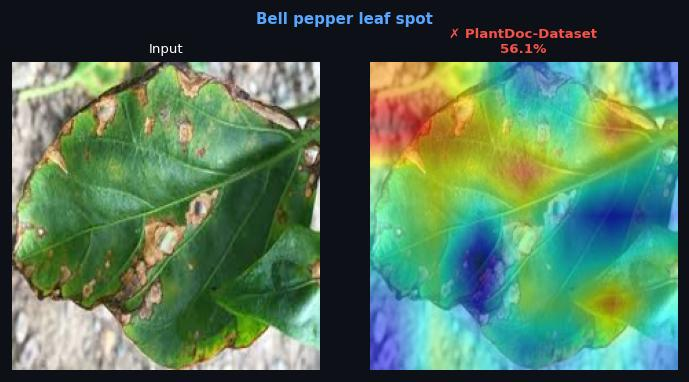 Bell pepper leaf spot
Input
✗ PlantDoc-Dataset
56.1%